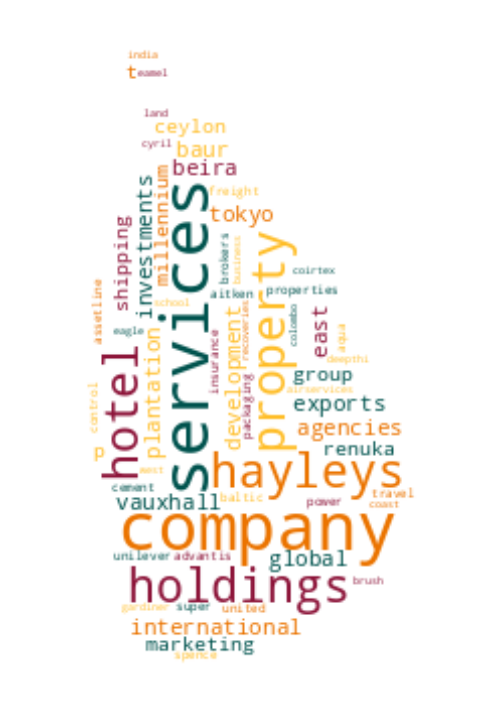 india
t
teamel
land
ceylon
cyril
baur
beira
services
millennium
investments
freight
tokyo
shipping
property
brokers
business
coirtex
aitken
properties
assetline
school
colombo
east
aqua
eagle
development
recoveries
plantation
insurance
hotel
deepthi
group
packaging
airservices
control
exports
agencies
renuka
p
hayleys
west
cement
vauxhall
baltic
power
travel
coast
company
unilever
advantis
global
holdings
brush
gardiner
super
united
international
marketing
spence